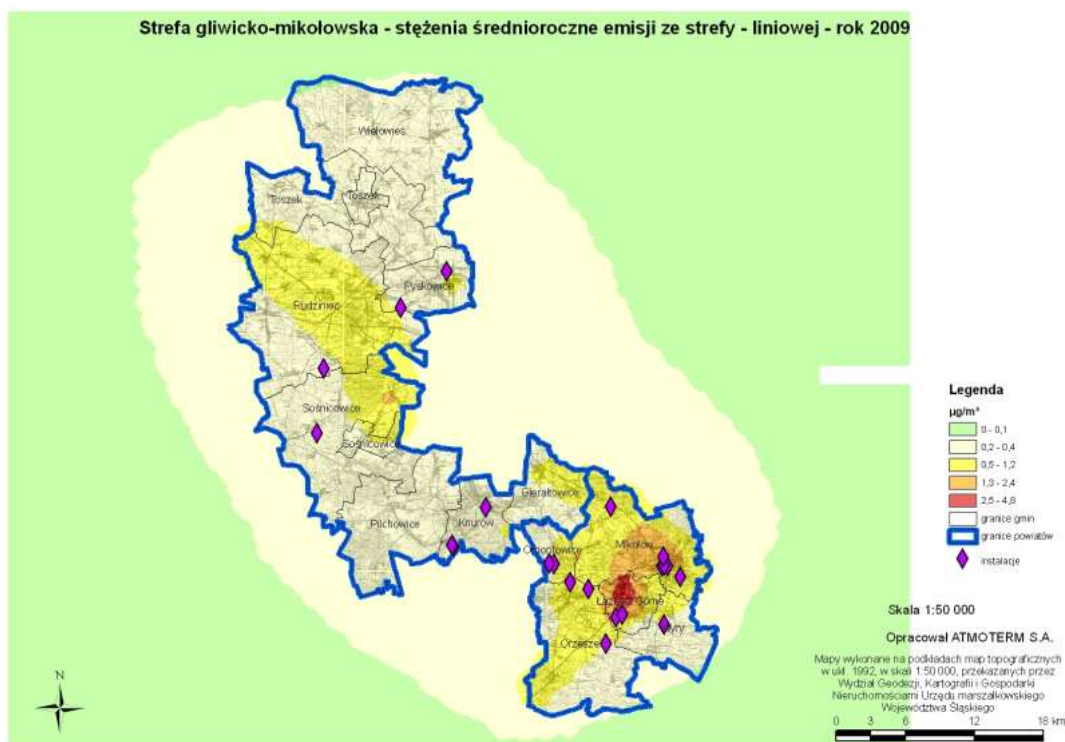 Strefa gliwicko-mikołowska - stężenia średnioroczne emisji ze strefy - liniowej - rok 2009
Wielowieś
Toszek
Toszek
Pyskowice
Rudziniec
Sośnicowice
Sośnicowice
Gierałtowice
Pilchowice
Knurów
Mikołów
Ornontowice
Łaziska Górne
Wyry
Orzesze
N
Legenda
µg/m³
0 - 0,1
0,2 - 0,4
0,5 - 1,2
1,3 - 2,4
2,5 - 4,8
granice gmin
granice powiatów
instalacje
Skala 1:50 000
Opracował ATMOTERM S.A.
Mapy wykonane na podkładach map topograficznych
w ukł. 1992, w skali 1:50 000, przekazanych przez
Wydział Geodezji, Kartografii i Gospodarki
Nieruchomościami Urzędu marszałkowskiego
Województwa Śląskiego
0 3 6 12 18 km